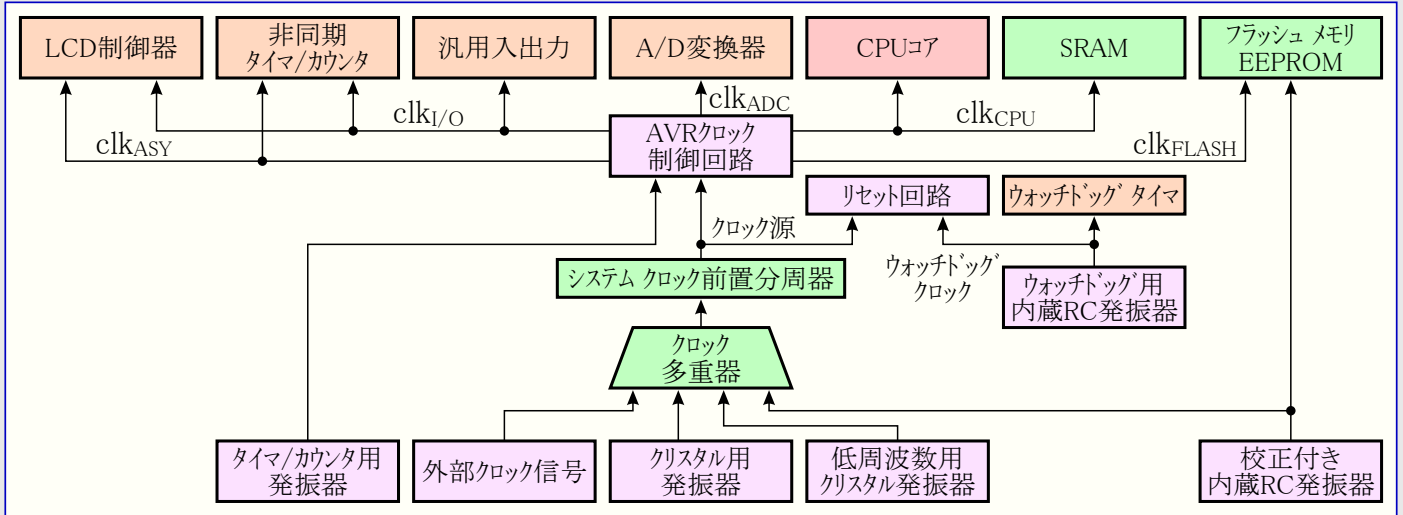 LCD制御器
非同期
タイマ/カウンタ
汎用入出力
A/D変換器
CPUコア
SRAM
フラッシュ メモリ
EEPROM
clkI/O
clkADC
clkCPU
clkASY
AVRクロック
制御回路
clkFLASH
リセット回路
ウォッチドッグ タイマ
クロック源
システム クロック前置分周器
ウォッチドッグ
クロック
ウォッチドッグ用
内蔵RC発振器
クロック
多重器
タイマ/カウンタ用
発振器
外部クロック信号
クリスタル用
発振器
低周波数用
クリスタル発振器
校正付き
内蔵RC発振器